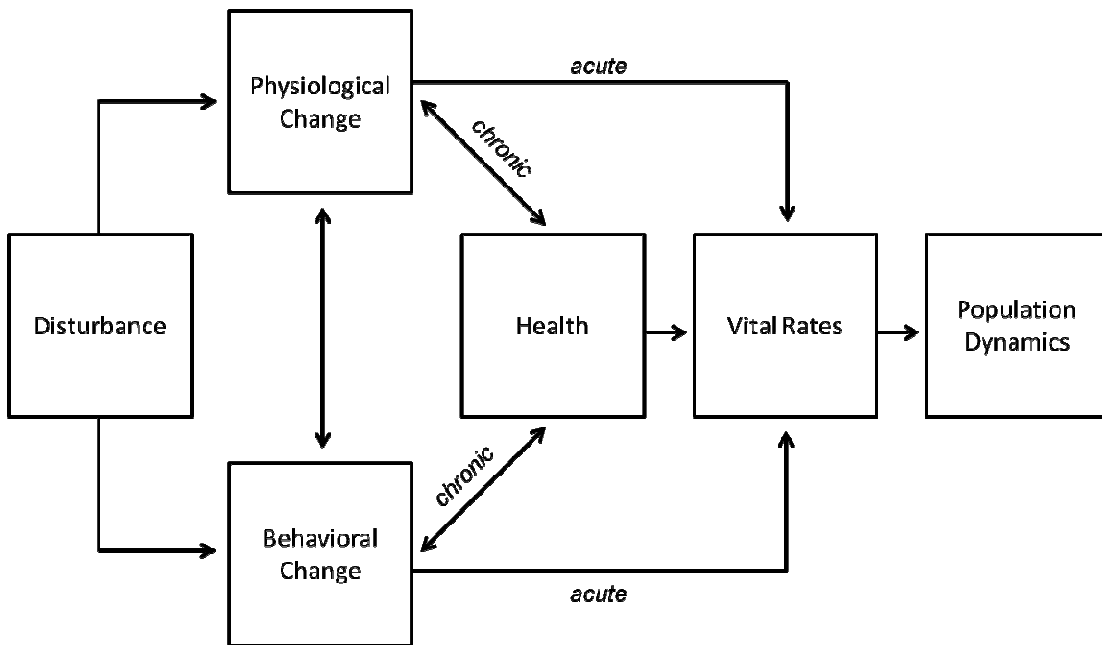 Physiological
Change
acute
chronic
Disturbance
Health
Vital Rates
Population
Dynamics
chronic
Behavioral
Change
acute